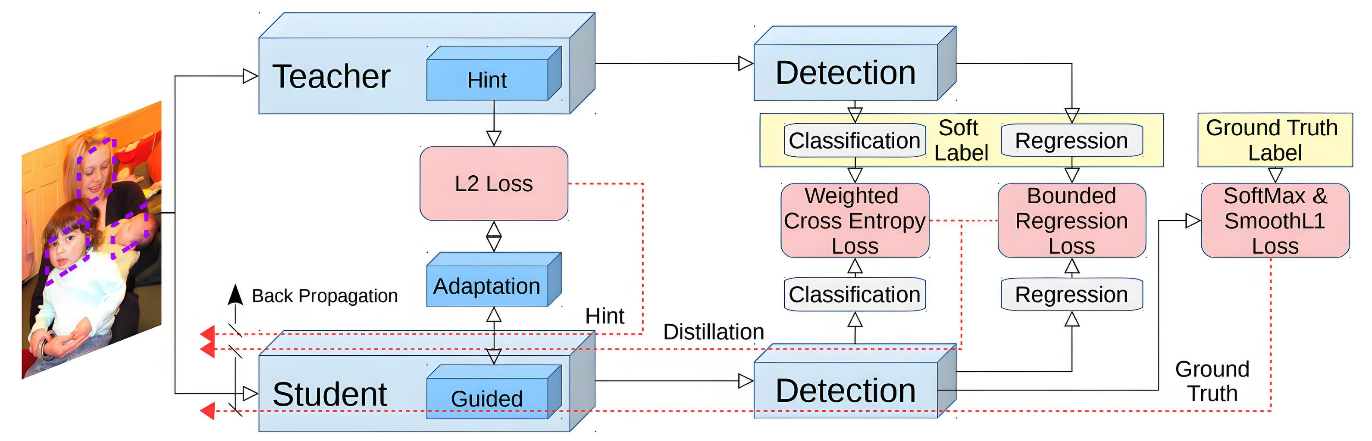 Teacher
Hint
Detection
Classification
Soft
Label
Regression
Ground Truth
Label
L2 Loss
Weighted
Cross Entropy
Loss
Bounded
Regression
Loss
SoftMax &
SmoothL1
Loss
Adaptation
Classification
Regression
Back Propagation
Hint
Distillation
Student
Guided
Detection
Ground
Truth